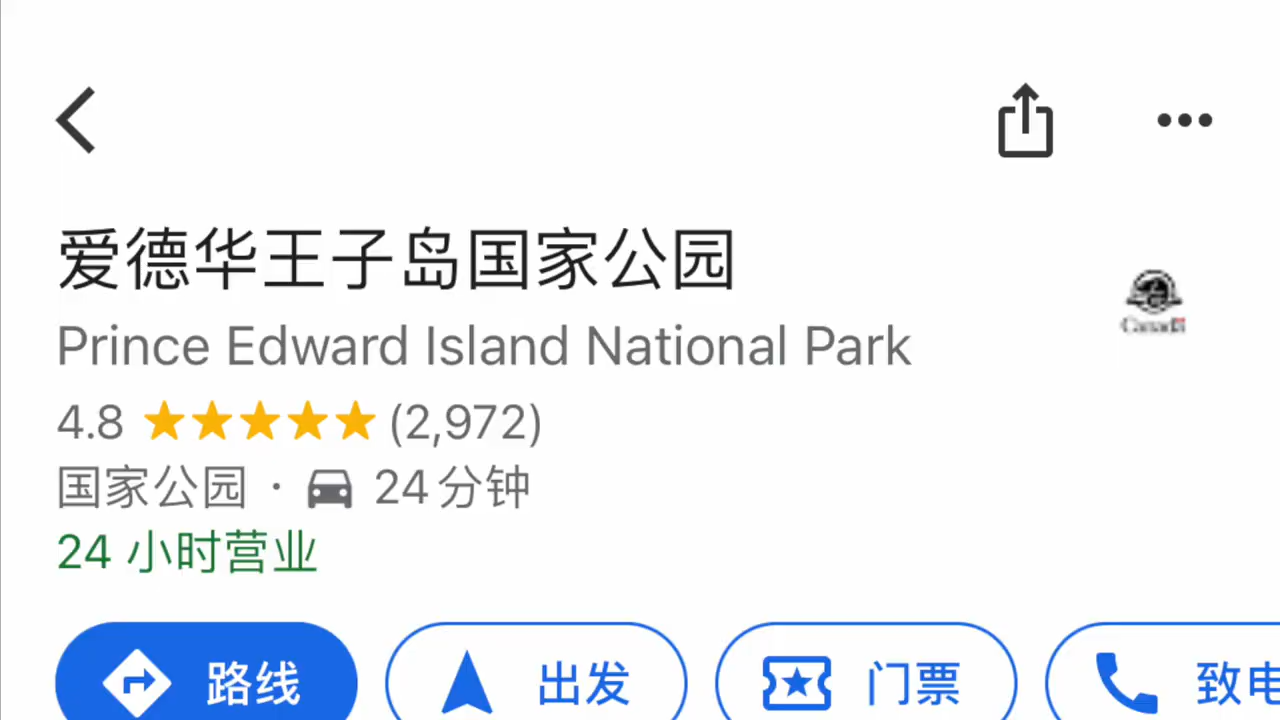 爱德华王子岛国家公园
Prince Edward Island National Park
4.8 (2,972)
国家公园 · 24 分钟
24 小时营业
路线 出发 门票 致电
Canada